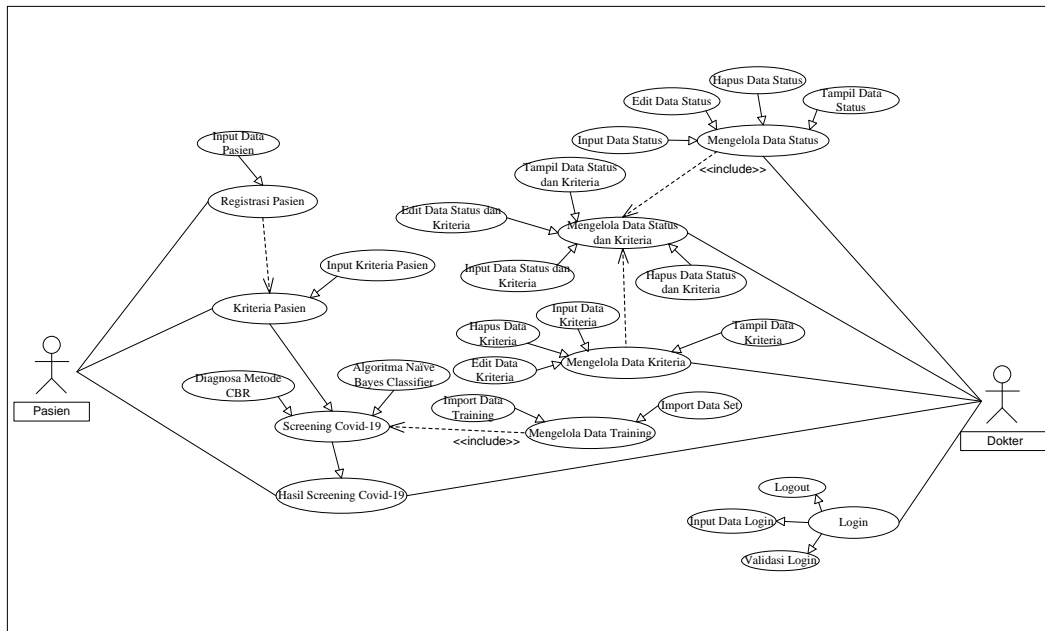 Hapus Data Status
Edit Data Status
Tampil Data
Status
Input Data Status
Mengelola Data Status
<<include>>
Input Data
Pasien
Registrasi Pasien
Tampil Data Status
dan Kriteria
Edit Data Status dan
Kriteria
Mengelola Data Status
dan Kriteria
Input Data Status dan
Kriteria
Hapus Data Status
dan Kriteria
Input Kriteria Pasien
Kriteria Pasien
Input Data
Kriteria
Hapus Data
Kriteria
Tampil Data
Kriteria
Edit Data
Kriteria
Mengelola Data Kriteria
Pasien
Diagnosa Metode
CBR
Algoritma Naïve
Bayes Classifier
Import Data
Training
Import Data Set
Screening Covid-19
<<include>>
Mengelola Data Training
Dokter
Hasil Screening Covid-19
Logout
Input Data Login
Login
Validasi Login